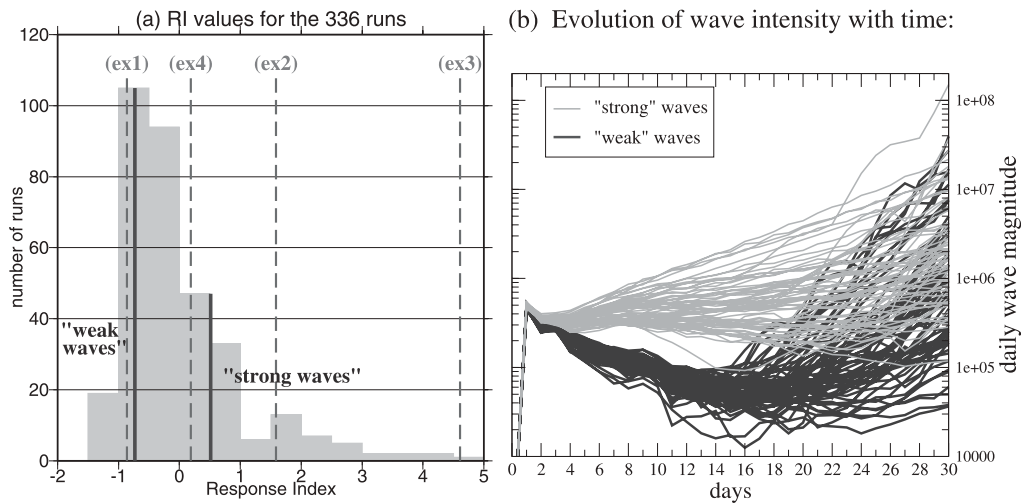 (a) RI values for the 336 runs
120
100
80
60
40
20
0
number of runs
(ex1) (ex4) (ex2) (ex3)
"weak
waves"
"strong waves"
-2 -1 0 1 2 3 4 5
Response Index
(b) Evolution of wave intensity with time:
"strong" waves
"weak" waves
1e+08
1e+07
1e+06
1e+05
10000
daily wave magnitude
0 2 4 6 8 10 12 14 16 18 20 22 24 26 28 30
days